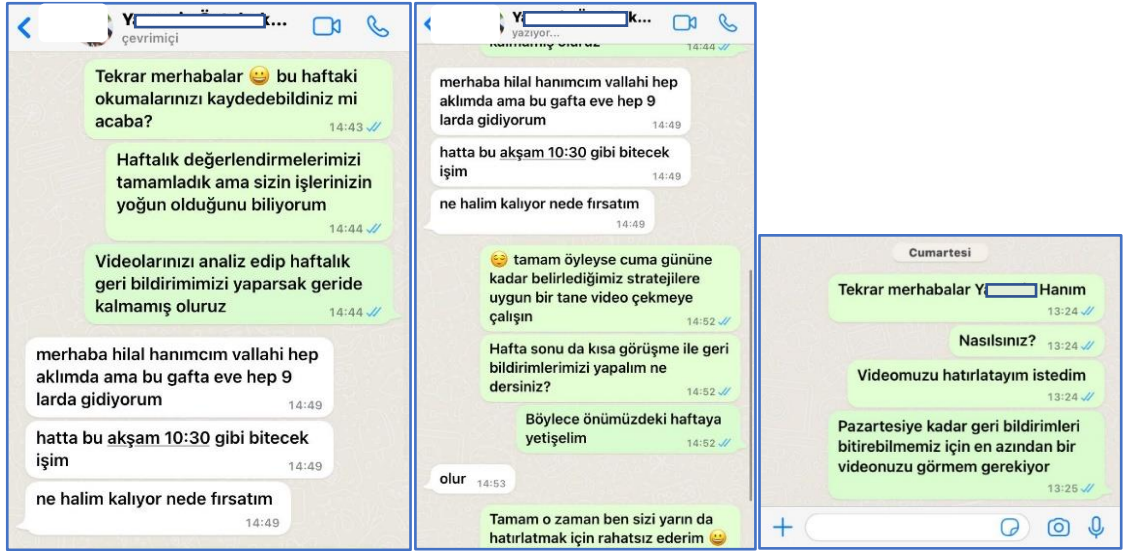 çevrimiçi
Tekrar merhabalar 😀 bu haftaki
okumalarınızı kaydedebildiniz mi
acaba?
14:43
Haftalık değerlendirmelerimizi
tamamladık ama sizin işlerinizin
yoğun olduğunu biliyorum
14:44
Videolarınızı analiz edip haftalık
geri bildirimimizi yaparsak geride
kalmamış oluruz
14:44
merhaba hilal hanımcım vallahi hep
aklımda ama bu gafta eve hep 9
larda gidiyorum
14:49
hatta bu akşam 10:30 gibi bitecek
işim
14:49
ne halim kalıyor nede fırsatım
14:49
yazıyor...
kalmamış oluruz
14:44
merhaba hilal hanımcım vallahi hep
aklımda ama bu gafta eve hep 9
larda gidiyorum
14:49
hatta bu akşam 10:30 gibi bitecek
işim
14:49
ne halim kalıyor nede fırsatım
14:49
😌 tamam öyleyse cuma gününe
kadar belirlediğimiz stratejilere
uygun bir tane video çekmeye
çalışın
14:52
Hafta sonu da kısa görüşme ile geri
bildirimlerimizi yapalım ne
dersiniz?
14:52
Böylece önümüzdeki haftaya
yetişelim
14:52
olur
14:53
Tamam o zaman ben sizi yarın da
hatırlatmak için rahatsız ederim 😀
Cumartesi
Tekrar merhabalar Hanım
13:24
Nasılsınız?
13:24
Videomuzu hatırlatayım istedim
13:24
Pazartesiye kadar geri bildirimleri
bitirebilmemiz için en azından bir
videonuzu görmem gerekiyor
13:25